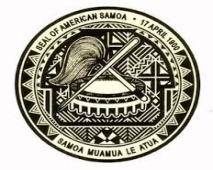 SEAL OF AMERICAN SAMOA • 17 APRIL 1900 •
SAMOA MUAMUA LE ATUA